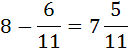 8 − 6/11 = 7 5/11